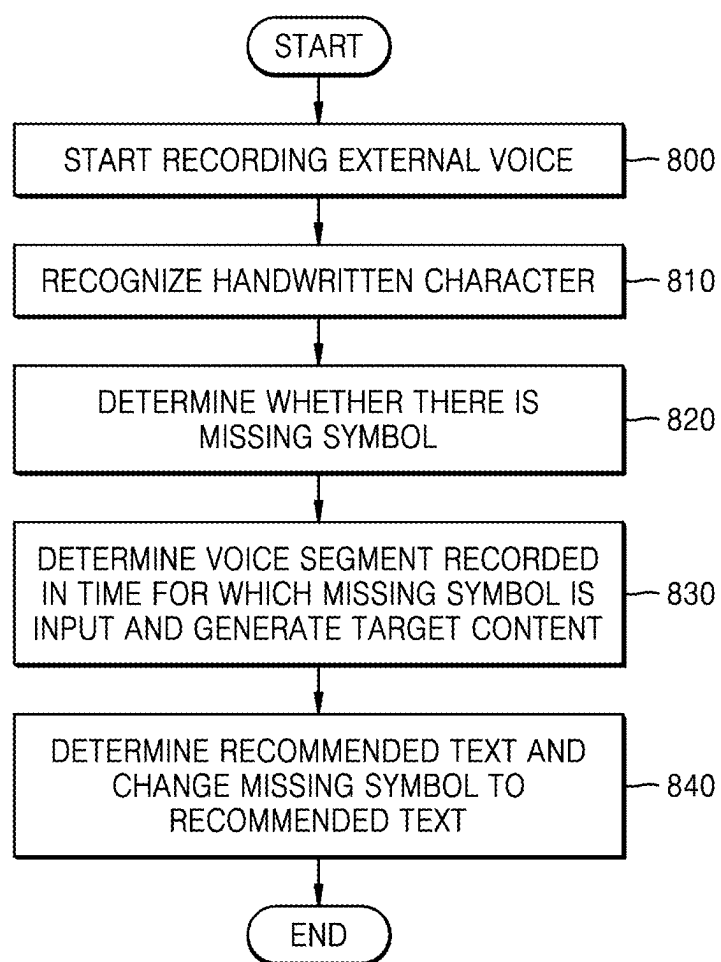 START
START RECORDING EXTERNAL VOICE
800
RECOGNIZE HANDWRITTEN CHARACTER
810
DETERMINE WHETHER THERE IS
MISSING SYMBOL
820
DETERMINE VOICE SEGMENT RECORDED
IN TIME FOR WHICH MISSING SYMBOL IS
INPUT AND GENERATE TARGET CONTENT
830
DETERMINE RECOMMENDED TEXT AND
CHANGE MISSING SYMBOL TO
RECOMMENDED TEXT
840
END